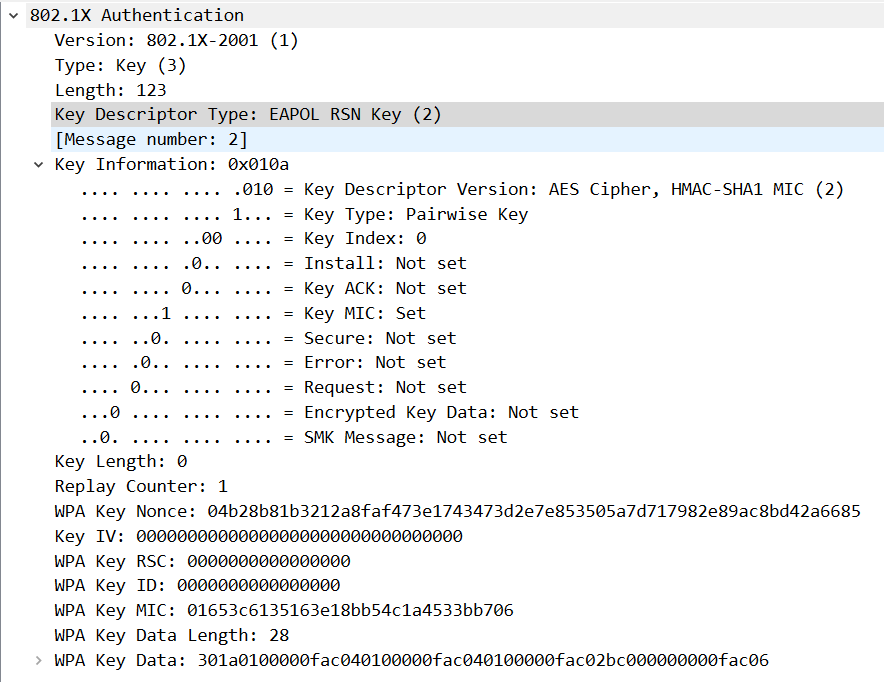 802.1X Authentication
Version: 802.1X-2001 (1)
Type: Key (3)
Length: 123
Key Descriptor Type: EAPOL RSN Key (2)
[Message number: 2]
Key Information: 0x010a
.... .... .... .010 = Key Descriptor Version: AES Cipher, HMAC-SHA1 MIC (2)
.... .... .... 1... = Key Type: Pairwise Key
.... .... ..00 .... = Key Index: 0
.... .... .0.. .... = Install: Not set
.... .... 0... .... = Key ACK: Not set
.... ...1 .... .... = Key MIC: Set
.... ..0. .... .... = Secure: Not set
.... .0.. .... .... = Error: Not set
.... 0... .... .... = Request: Not set
...0 .... .... .... = Encrypted Key Data: Not set
..0. .... .... .... = SMK Message: Not set
Key Length: 0
Replay Counter: 1
WPA Key Nonce: 04b28b81b3212a8faf473e1743473d2e7e853505a7d717982e89ac8bd42a6685
Key IV: 00000000000000000000000000000000
WPA Key RSC: 0000000000000000
WPA Key ID: 0000000000000000
WPA Key MIC: 01653c6135163e18bb54c1a4533bb706
WPA Key Data Length: 28
WPA Key Data: 301a0100000fac040100000fac040100000fac02bc000000000fac06